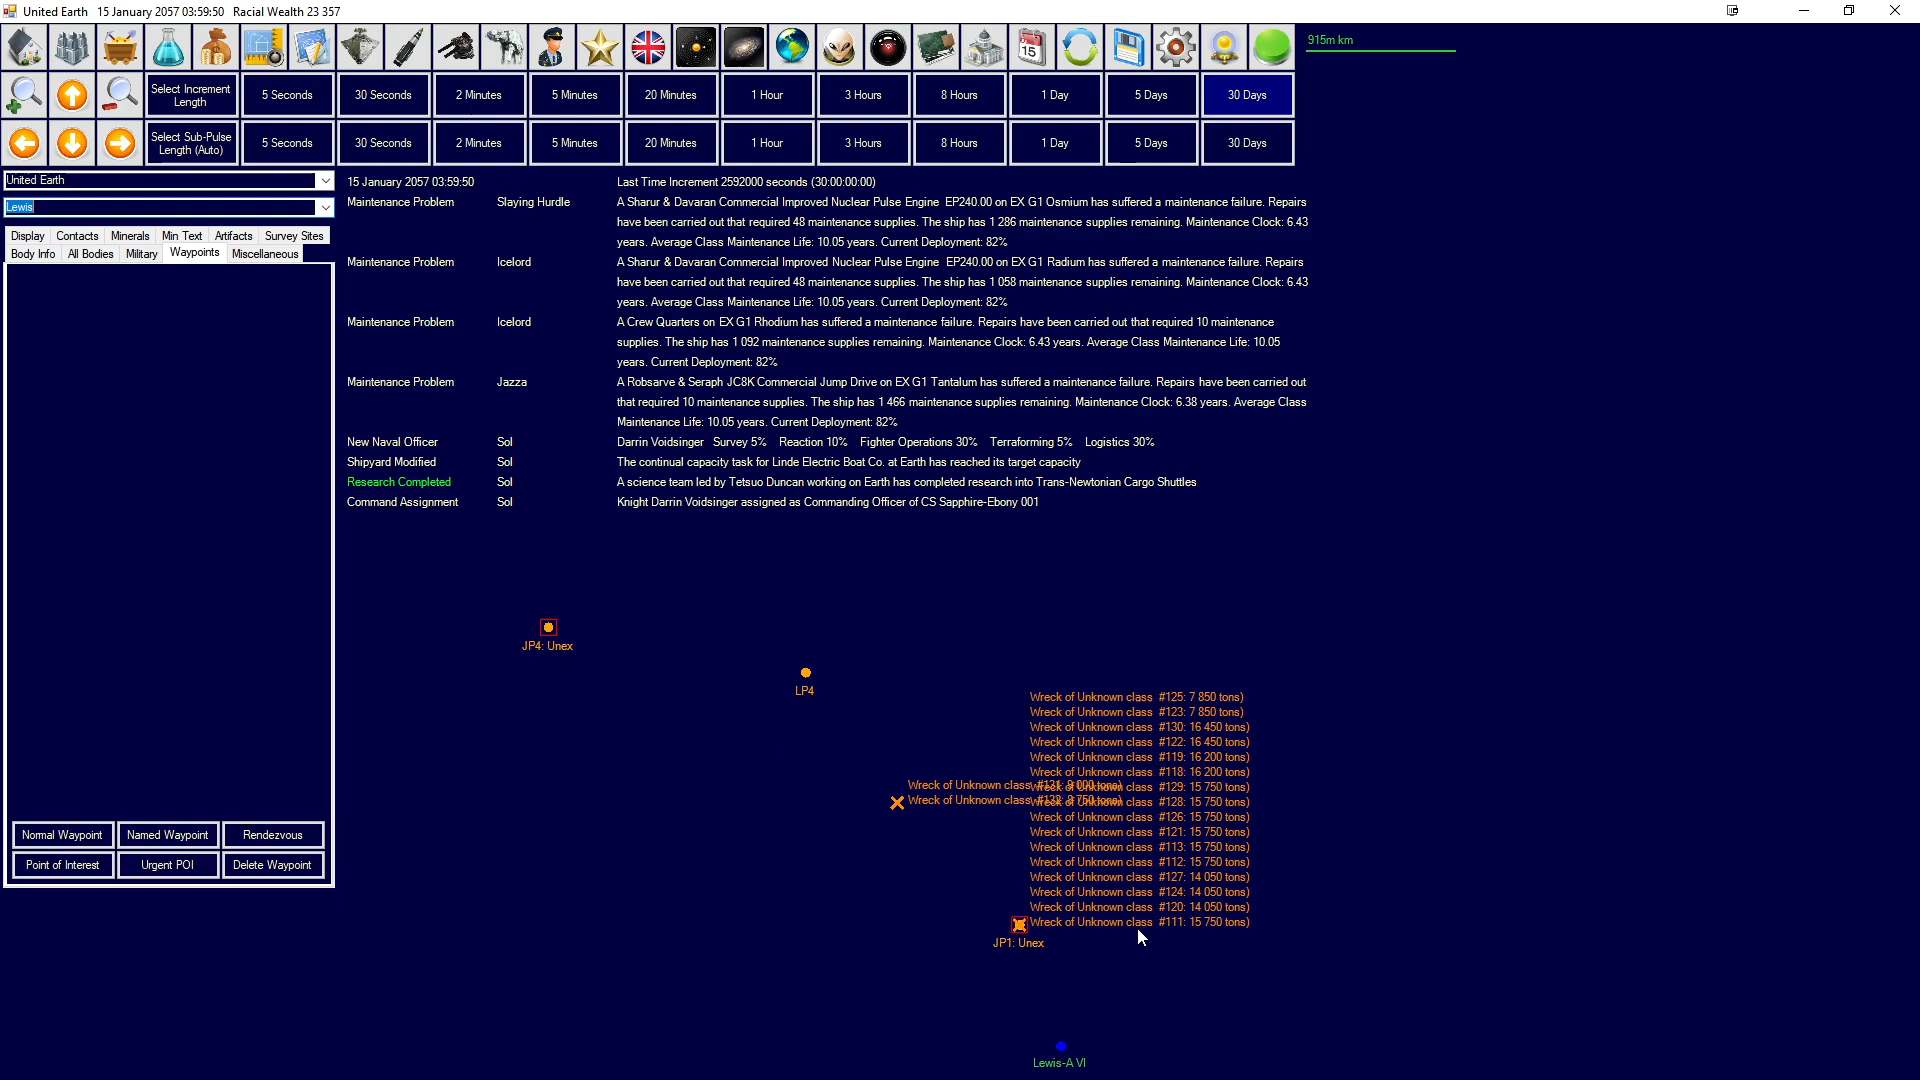 United Earth   15 January 2057 03:59:50   Racial Wealth 23 357
15
915m km
Select Increment Length
5 Seconds
30 Seconds
2 Minutes
5 Minutes
20 Minutes
1 Hour
3 Hours
8 Hours
1 Day
5 Days
30 Days
Select Sub-Pulse Length (Auto)
5 Seconds
30 Seconds
2 Minutes
5 Minutes
20 Minutes
1 Hour
3 Hours
8 Hours
1 Day
5 Days
30 Days
United Earth
Lewis
Display   Contacts   Minerals   Min Text   Artifacts   Survey Sites
Body Info   All Bodies   Military   Waypoints   Miscellaneous
15 January 2057 03:59:50   Last Time Increment 2592000 seconds (30:00:00:00)
Maintenance Problem   Slaying Hurdle   A Sharur & Davaran Commercial Improved Nuclear Pulse Engine  EP240.00 on EX G1 Osmium has suffered a maintenance failure. Repairs
have been carried out that required 48 maintenance supplies. The ship has 1 286 maintenance supplies remaining. Maintenance Clock: 6.43
years. Average Class Maintenance Life: 10.05 years. Current Deployment: 82%
Maintenance Problem   Icelord   A Sharur & Davaran Commercial Improved Nuclear Pulse Engine  EP240.00 on EX G1 Radium has suffered a maintenance failure. Repairs
have been carried out that required 48 maintenance supplies. The ship has 1 058 maintenance supplies remaining. Maintenance Clock: 6.43
years. Average Class Maintenance Life: 10.05 years. Current Deployment: 82%
Maintenance Problem   Icelord   A Crew Quarters on EX G1 Rhodium has suffered a maintenance failure. Repairs have been carried out that required 10 maintenance
supplies. The ship has 1 092 maintenance supplies remaining. Maintenance Clock: 6.43 years. Average Class Maintenance Life: 10.05
years. Current Deployment: 82%
Maintenance Problem   Jazza   A Robsarve & Seraph JC8K Commercial Jump Drive on EX G1 Tantalum has suffered a maintenance failure. Repairs have been carried out
that required 10 maintenance supplies. The ship has 1 466 maintenance supplies remaining. Maintenance Clock: 6.38 years. Average Class
Maintenance Life: 10.05 years. Current Deployment: 82%
New Naval Officer   Sol   Darrin Voidsinger   Survey 5%   Reaction 10%   Fighter Operations 30%   Terraforming 5%   Logistics 30%
Shipyard Modified   Sol   The continual capacity task for Linde Electric Boat Co. at Earth has reached its target capacity
Research Completed   Sol   A science team led by Tetsuo Duncan working on Earth has completed research into Trans-Newtonian Cargo Shuttles
Command Assignment   Sol   Knight Darrin Voidsinger assigned as Commanding Officer of CS Sapphire-Ebony 001
JP4: Unex
LP4
Wreck of Unknown class  #125: 7 850 tons)
Wreck of Unknown class  #123: 7 850 tons)
Wreck of Unknown class  #130: 16 450 tons)
Wreck of Unknown class  #122: 16 450 tons)
Wreck of Unknown class  #119: 16 200 tons)
Wreck of Unknown class  #118: 16 200 tons)
Wreck of Unknown class
Wreck of Unknown class  #129: 15 750 tons)
Wreck of Unknown class
Wreck of Unknown class  #128: 15 750 tons)
Wreck of Unknown class  #126: 15 750 tons)
Wreck of Unknown class  #121: 15 750 tons)
Wreck of Unknown class  #113: 15 750 tons)
Wreck of Unknown class  #112: 15 750 tons)
Wreck of Unknown class  #127: 14 050 tons)
Wreck of Unknown class  #124: 14 050 tons)
Wreck of Unknown class  #120: 14 050 tons)
Wreck of Unknown class  #111: 15 750 tons)
JP1: Unex
Lewis-A VI
Normal Waypoint   Named Waypoint   Rendezvous
Point of Interest   Urgent POI   Delete Waypoint